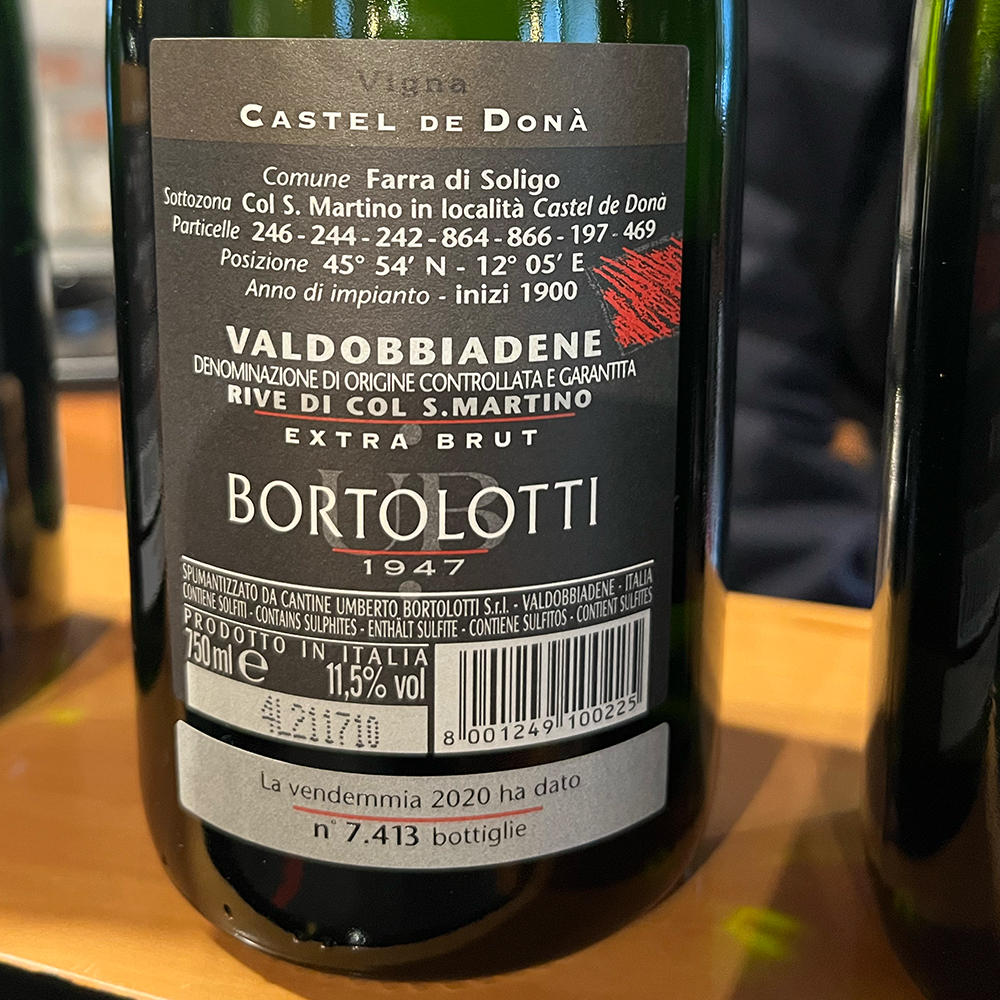 Vigna
CASTEL DE DONÀ
Comune Farra di Soligo
Sottozona Col S. Martino in località Castel de Donà
Particelle 246 - 244 - 242 - 864 - 866 - 197 - 469
Posizione 45° 54' N - 12° 05' E
Anno di impianto - inizi 1900
VALDOBBIADENE
DENOMINAZIONE DI ORIGINE CONTROLLATA E GARANTITA
RIVE DI COL S.MARTINO
EXTRA BRUT
UB
BORTOLOTTI
1947
SPUMANTIZZATO DA CANTINE UMBERTO BORTOLOTTI S.r.l. - VALDOBBIADENE - ITALIA
CONTIENE SOLFITI - CONTAINS SULPHITES - ENTHÄLT SULFITE - CONTIENE SULFITOS - CONTIENT SULFITES
PRODOTTO IN ITALIA
750 ml e 11,5% vol
4L211710
8 001249 100225
La vendemmia 2020 ha dato
n° 7.413 bottiglie